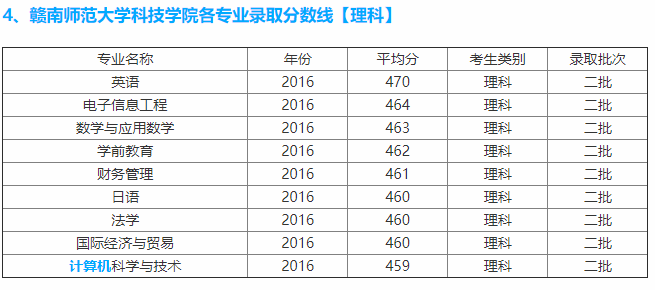 4、赣南师范大学科技学院各专业录取分数线【理科】
专业名称 年份 平均分 考生类别 录取批次
英语 2016 470 理科 二批
电子信息工程 2016 464 理科 二批
数学与应用数学 2016 463 理科 二批
学前教育 2016 462 理科 二批
财务管理 2016 461 理科 二批
日语 2016 460 理科 二批
法学 2016 460 理科 二批
国际经济与贸易 2016 460 理科 二批
计算机科学与技术 2016 459 理科 二批